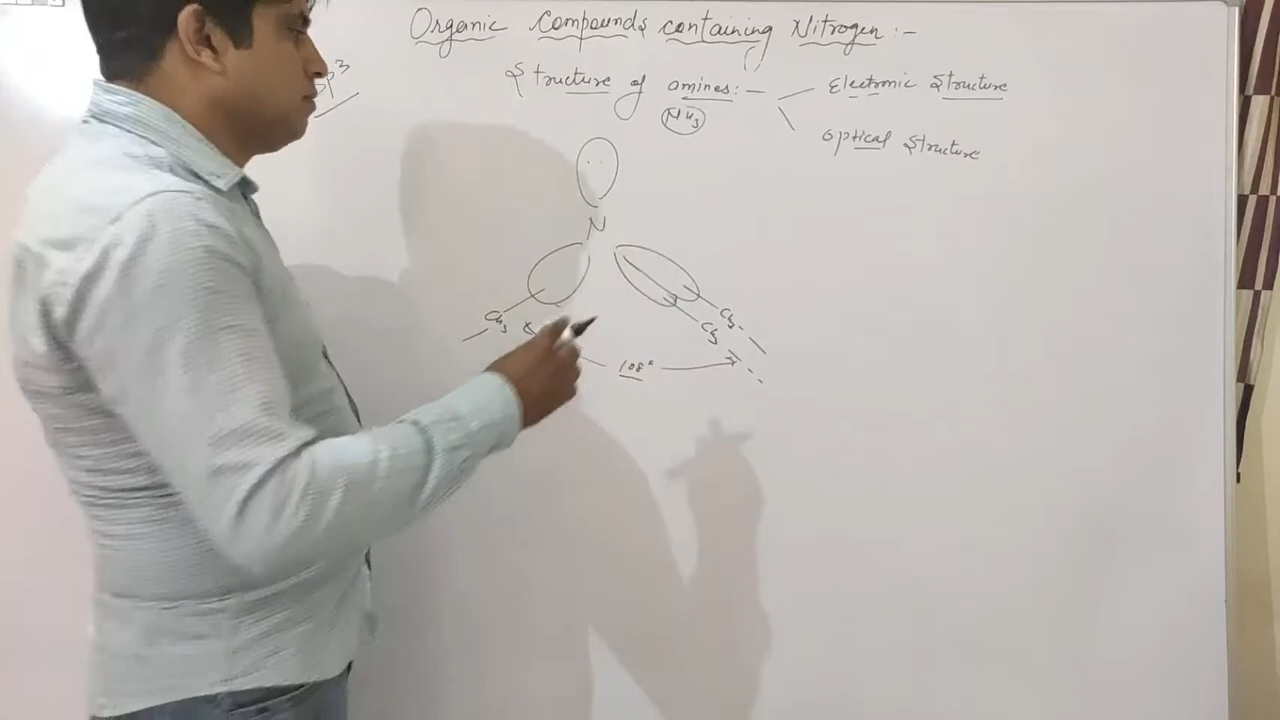 Organic Compounds containing Nitrogen :-
Structure of amines :-
Electronic Structure
NH3
Optical Structure
sp3
N
CH3
CH3
CH3
108°